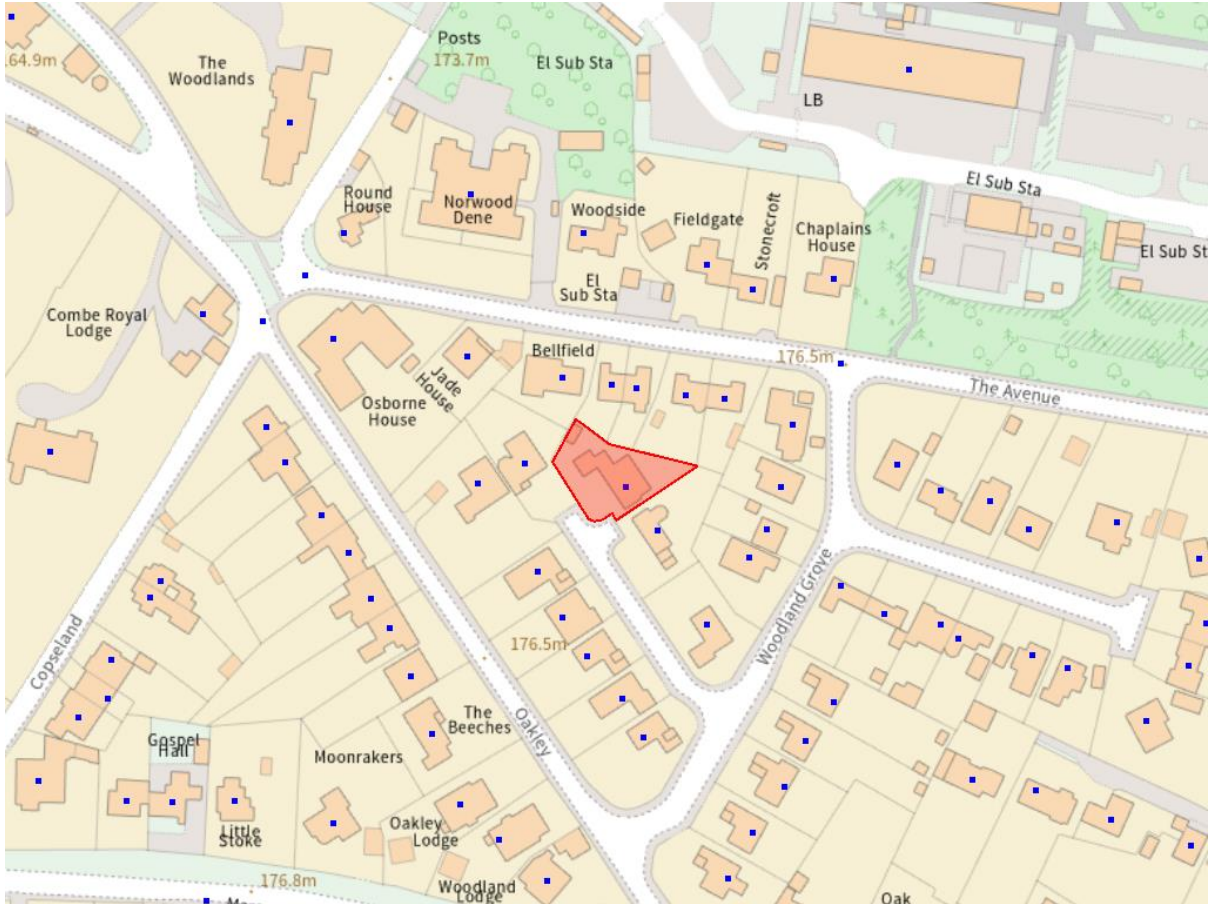 Posts
173.7m
El Sub Sta
164.9m
The
Woodlands
LB
El Sub Sta
Round
House
Norwood
Dene
Woodside
Fieldgate
Stonecroft
Chaplains
House
El Sub St
El
Sub Sta
Combe Royal
Lodge
Bellfield
176.5m
The Avenue
Jade
House
Osborne
House
Woodland Grove
Copseland
176.5m
Oakley
The
Beeches
Gospel
Hall
Moonrakers
Little
Stoke
Oakley
Lodge
Woodland
Lodge
176.8m
Oak